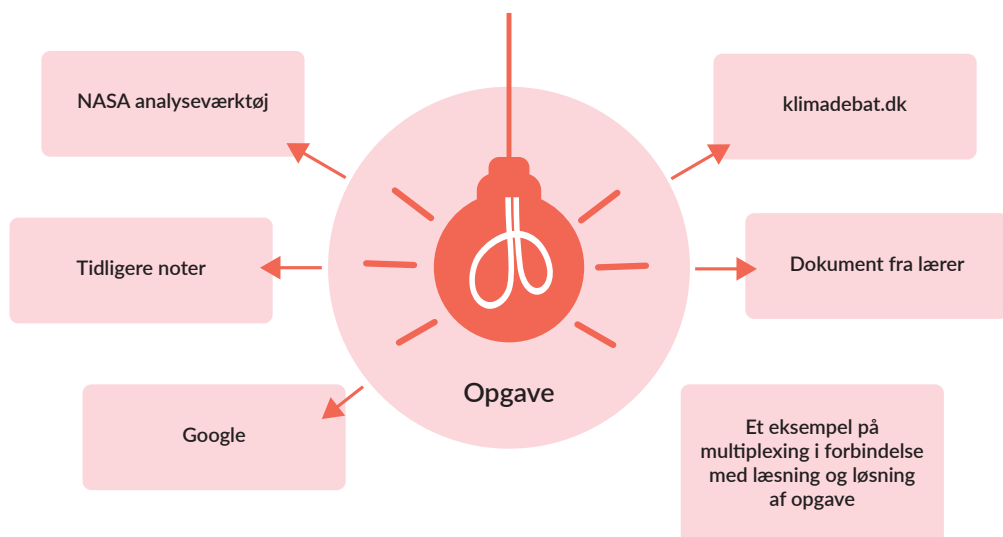 NASA analyseværktøj
klimadebat.dk
Tidligere noter
Dokument fra lærer
Google
Opgave
Et eksempel på
multiplexing i forbindelse
med læsning og løsning
af opgave